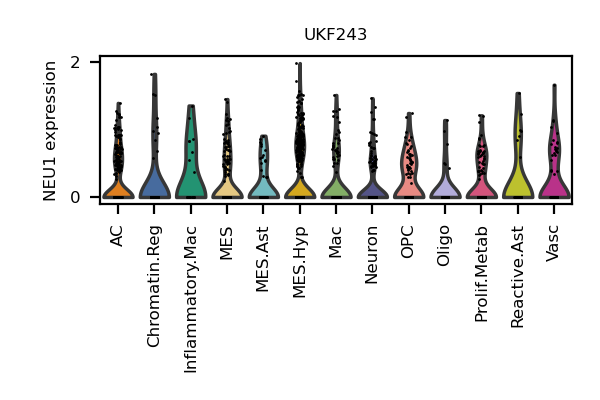 UKF243
NEU1 expression
2
0
AC
Chromatin.Reg
Inflammatory.Mac
MES
MES.Ast
MES.Hyp
Mac
Neuron
OPC
Oligo
Prolif.Metab
Reactive.Ast
Vasc